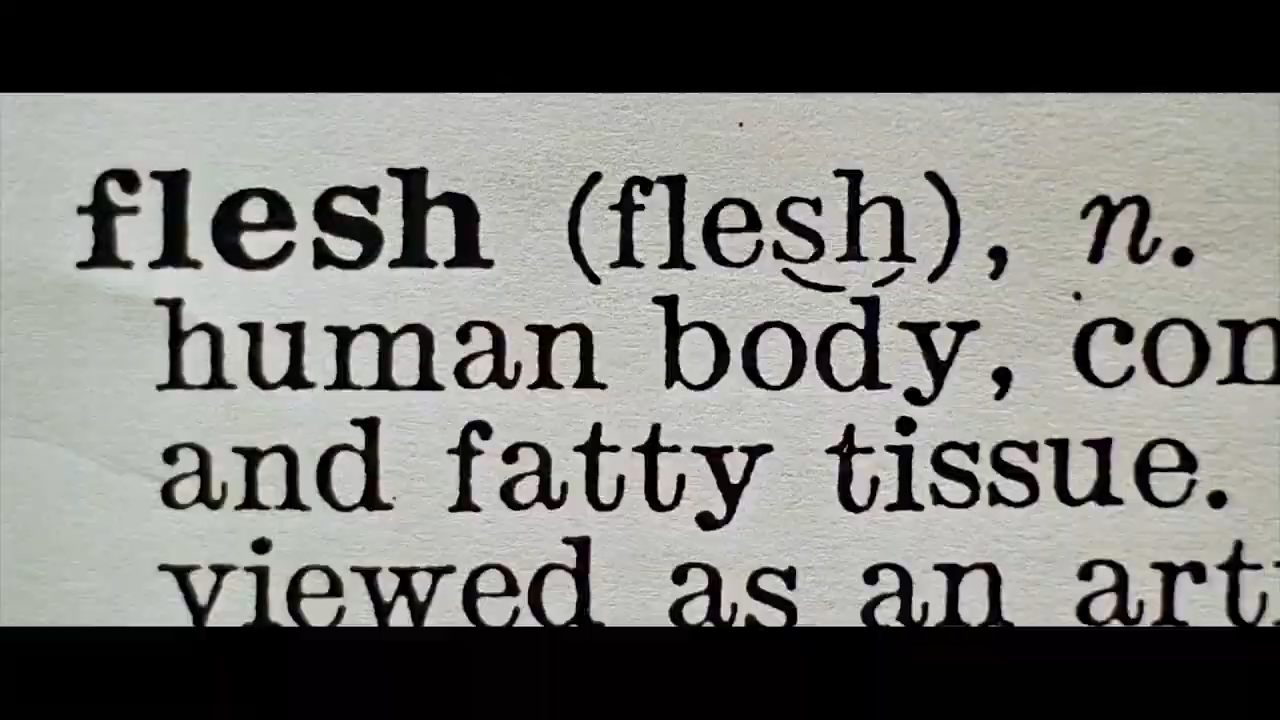 flesh (flesh), n.
human body, con
and fatty tissue.
viewed as an art